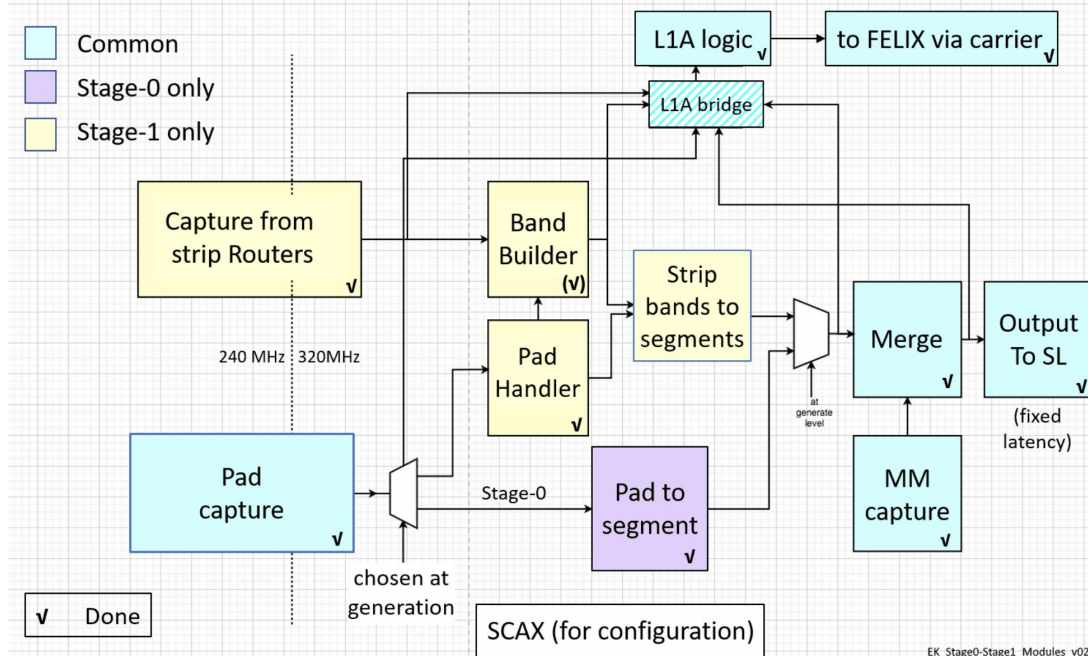 Common
Stage-0 only
Stage-1 only
L1A logic
√
to FELIX via carrier
√
L1A bridge
Capture from
strip Routers
√
Band
Builder
(√)
Strip
bands to
segments
240 MHz
320MHz
Pad
Handler
√
Merge
√
Output
To SL
√
(fixed
latency)
at
generate
level
Pad
capture
√
Stage-0
Pad to
segment
√
MM
capture
√
chosen at
generation
√ Done
SCAX (for configuration)
EK_Stage0-Stage1_Modules_v02